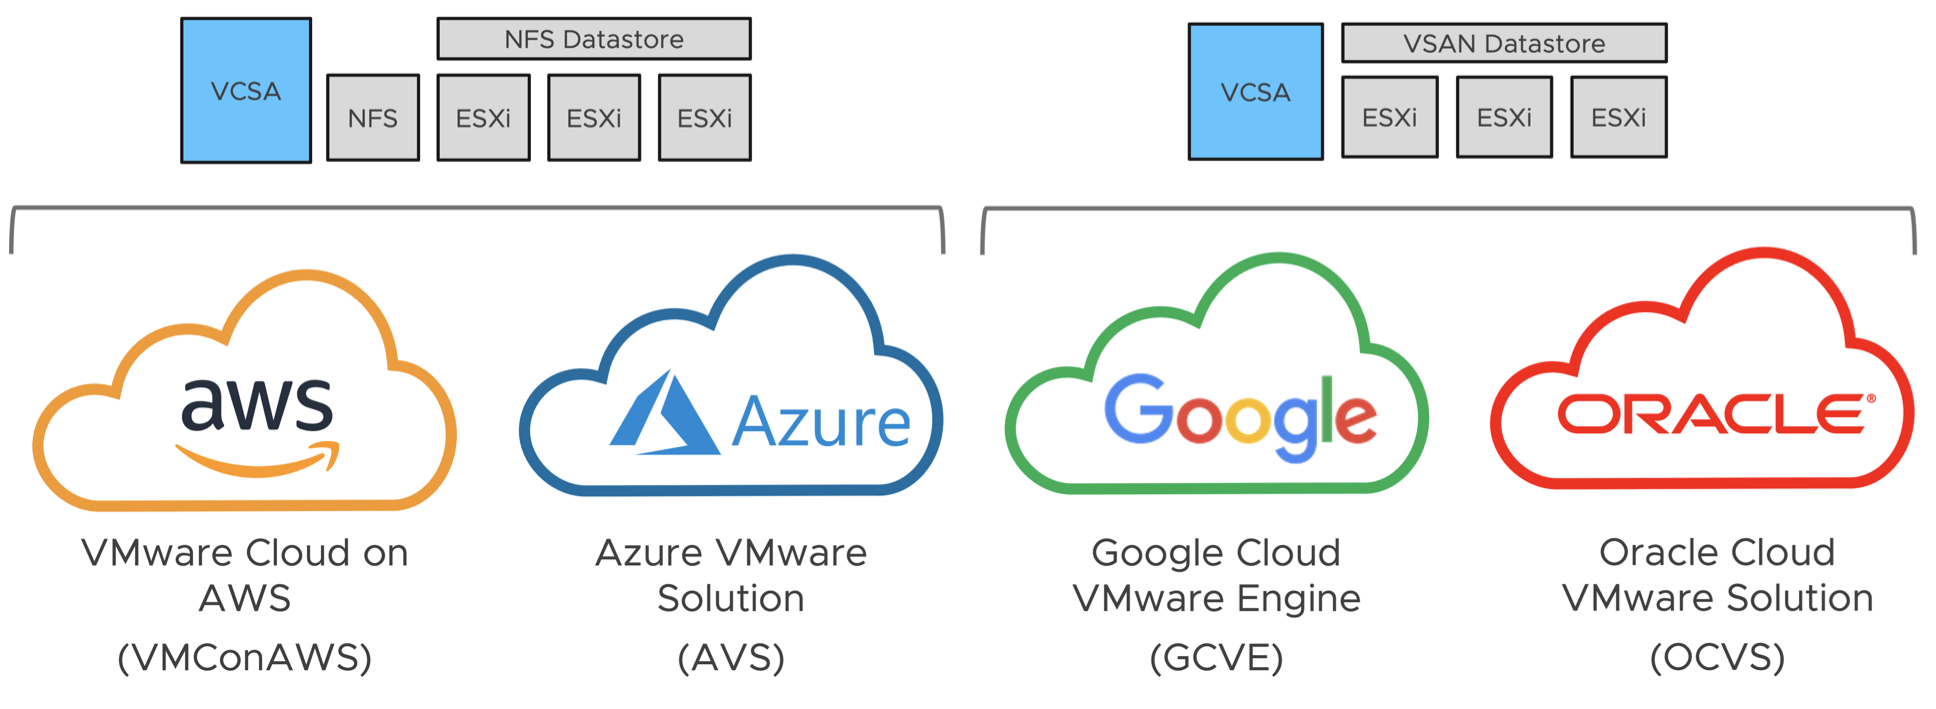 VCSA
NFS Datastore
NFS
ESXi
ESXi
ESXi
VCSA
VSAN Datastore
ESXi
ESXi
ESXi
aws
Azure
Google
ORACLE®
VMware Cloud on
AWS
(VMConAWS)
Azure VMware
Solution
(AVS)
Google Cloud
VMware Engine
(GCVE)
Oracle Cloud
VMware Solution
(OCVS)